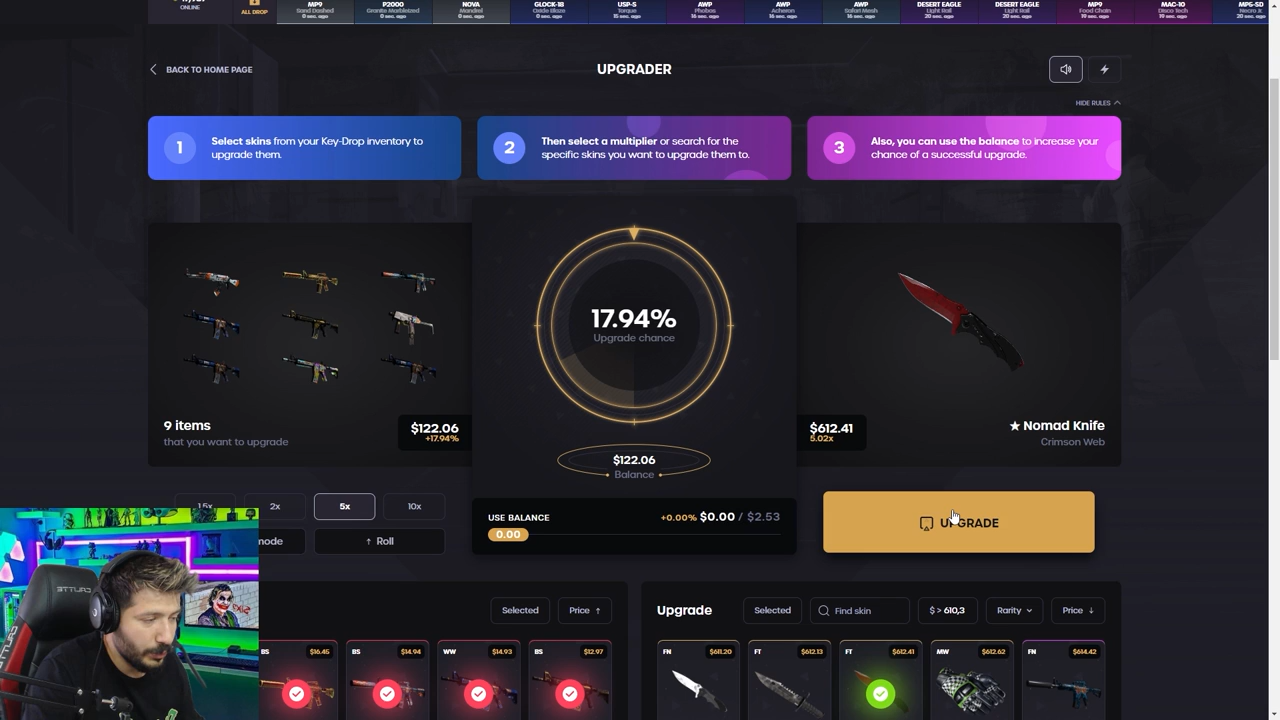 ONLINE
ALL DROP
MP9
Sand Dashed
0 sec. ago
P2000
Granite Marbleized
0 sec. ago
NOVA
Mandrel
0 sec. ago
GLOCK-18
Oxide Blaze
0 sec. ago
USP-S
Torque
15 sec. ago
AWP
Phobos
16 sec. ago
AWP
Acheron
16 sec. ago
AWP
Safari Mesh
16 sec. ago
DESERT EAGLE
Light Rail
20 sec. ago
DESERT EAGLE
Light Rail
20 sec. ago
MP9
Food Chain
19 sec. ago
MAC-10
Disco Tech
19 sec. ago
MP5-SD
20 sec. ago
BACK TO HOME PAGE
UPGRADER
HIDE RULES
1
Select skins from your Key-Drop inventory to
upgrade them.
2
Then select a multiplier or search for the
specific skins you want to upgrade them to.
3
Also, you can use the balance to increase your
chance of a successful upgrade.
17.94%
Upgrade chance
9 items
that you want to upgrade
$122.06
+17.94%
$122.06
Balance
$612.41
5.02x
★ Nomad Knife
Crimson Web
1.5x
2x
5x
10x
USE BALANCE
+0.00% $0.00 / $2.53
0.00
UPGRADE
mode
↑ Roll
Selected
Price ↑
Upgrade
Selected
Find skin
$ > 610,3
Rarity
Price ↓
BS
$16.45
BS
$14.94
WW
$14.93
BS
$12.97
FN
$611.20
FT
$612.13
FT
$612.41
MW
$612.62
FN
$614.42